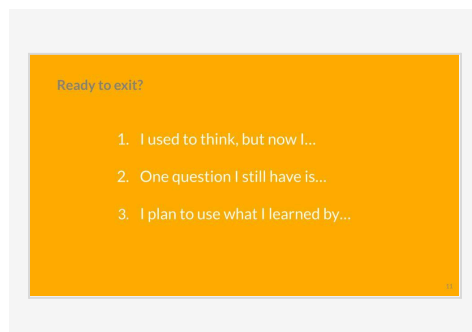 Ready to exit?
1. I used to think, but now I...
2. One question I still have is...
3. I plan to use what I learned by...
11